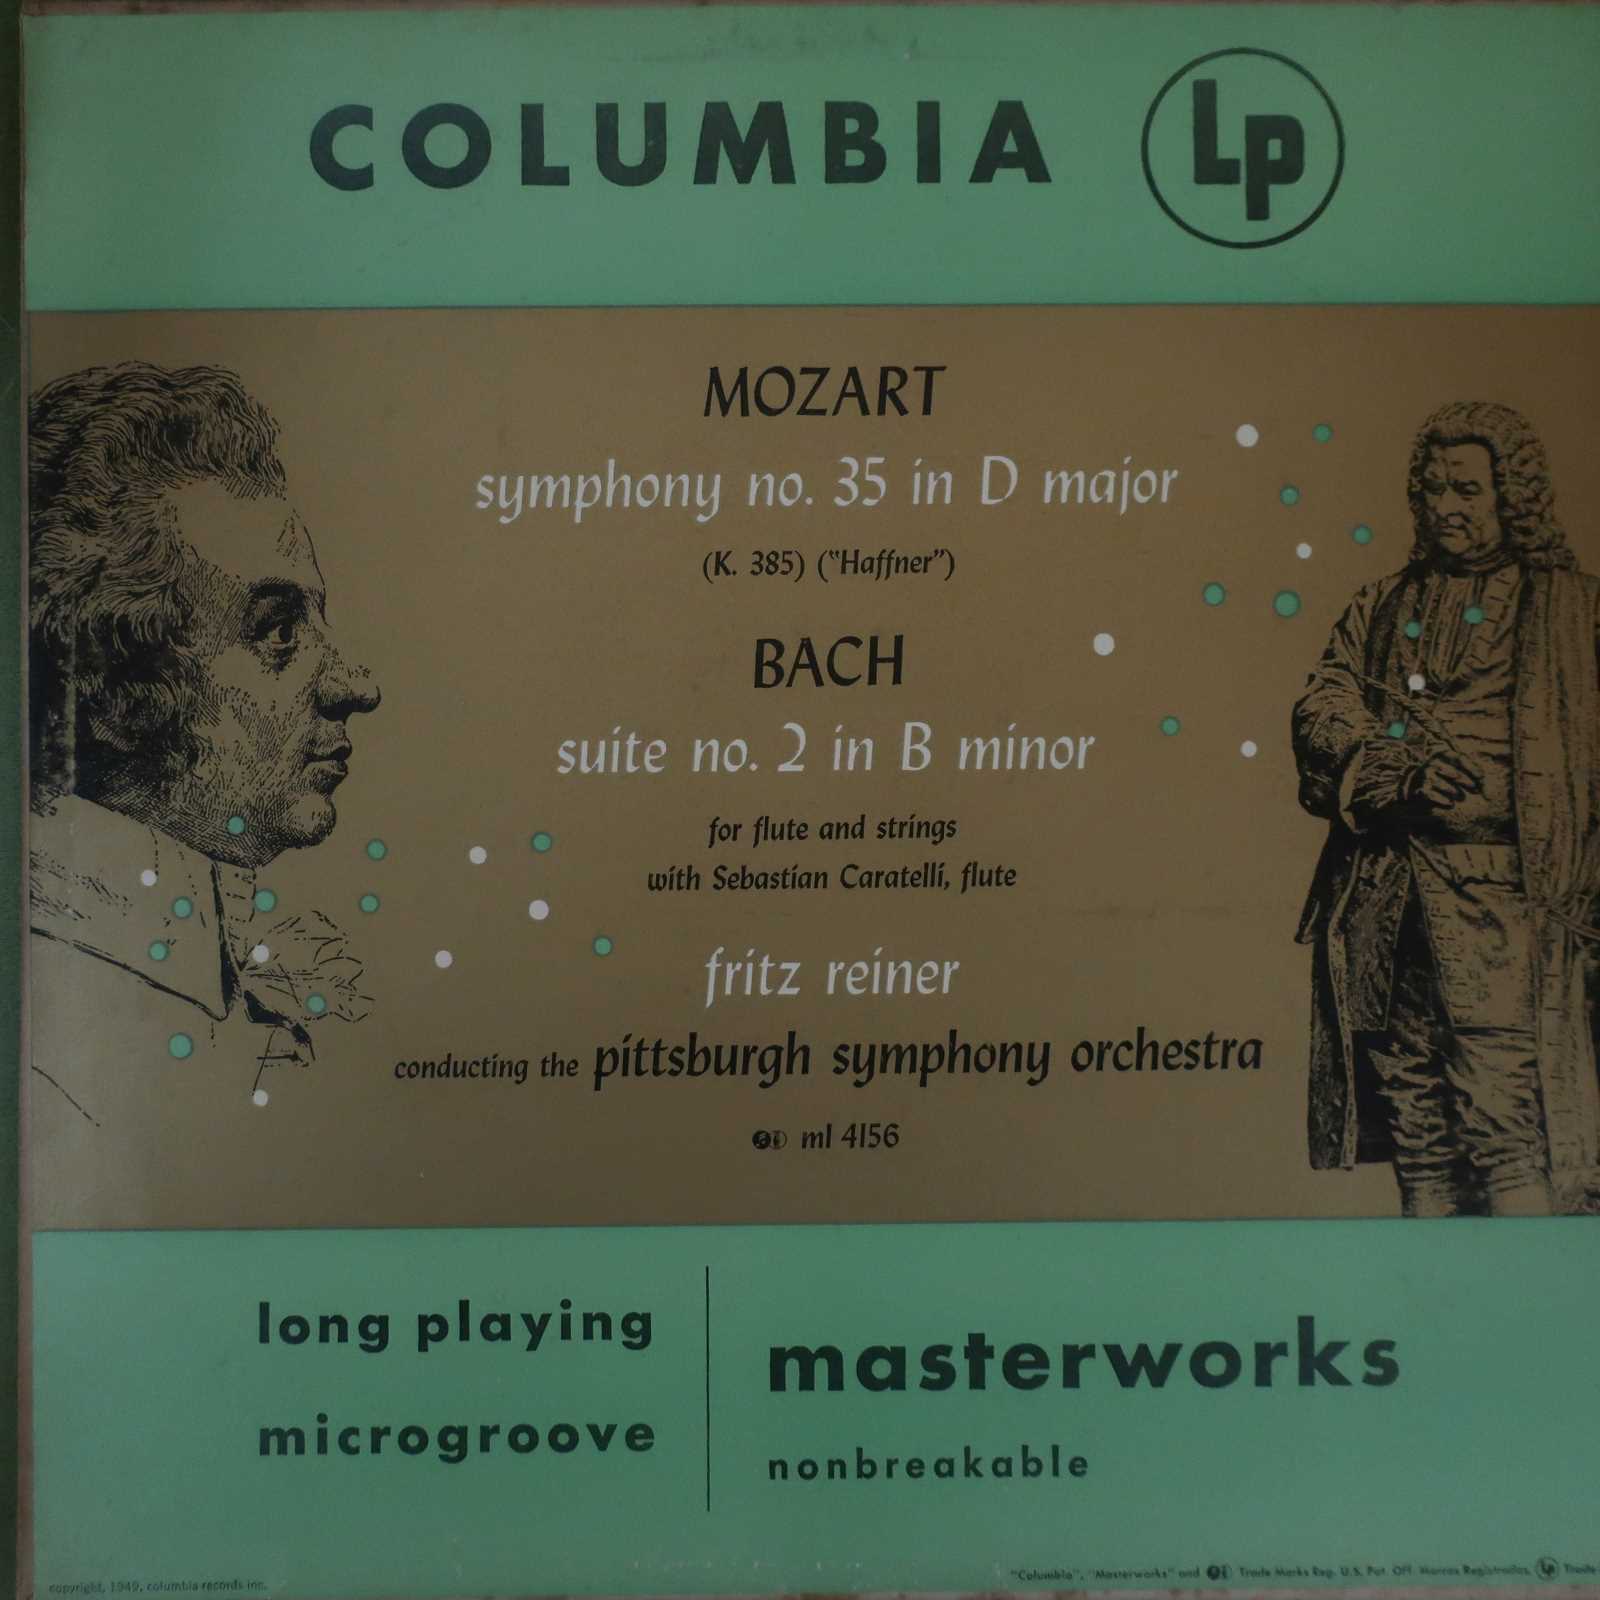 COLUMBIA Lp
MOZART
symphony no. 35 in D major
(K. 385) ("Haffner")
BACH
suite no. 2 in B minor
for flute and strings
with Sebastian Caratelli, flute
fritz reiner
conducting the pittsburgh symphony orchestra
ml 4156
long playing
microgroove
masterworks
nonbreakable
copyright, 1949, columbia records inc.
"Columbia", "Masterworks" and Trade Marks Reg. U.S. Pat. Off. Marcas Registradas, Lp Trade-